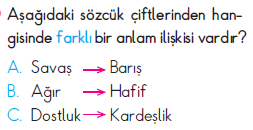 Aşağıdaki sözcük çiftlerinden han-
gisinde farklı bir anlam ilişkisi vardır?
A. Savaş → Barış
B. Ağır → Hafif
C. Dostluk → Kardeşlik